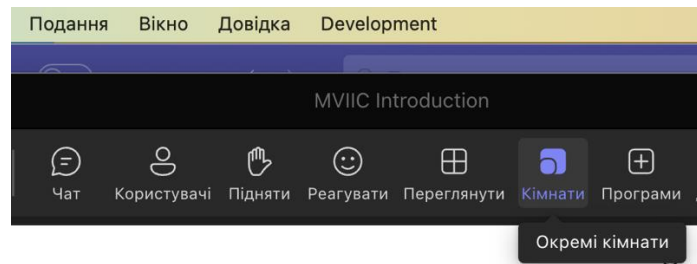 Подання Вікно Довідка Development
MVIIC Introduction
Чат Користувачі Підняти Реагувати Переглянути Кімнати Програми
Окремі кімнати